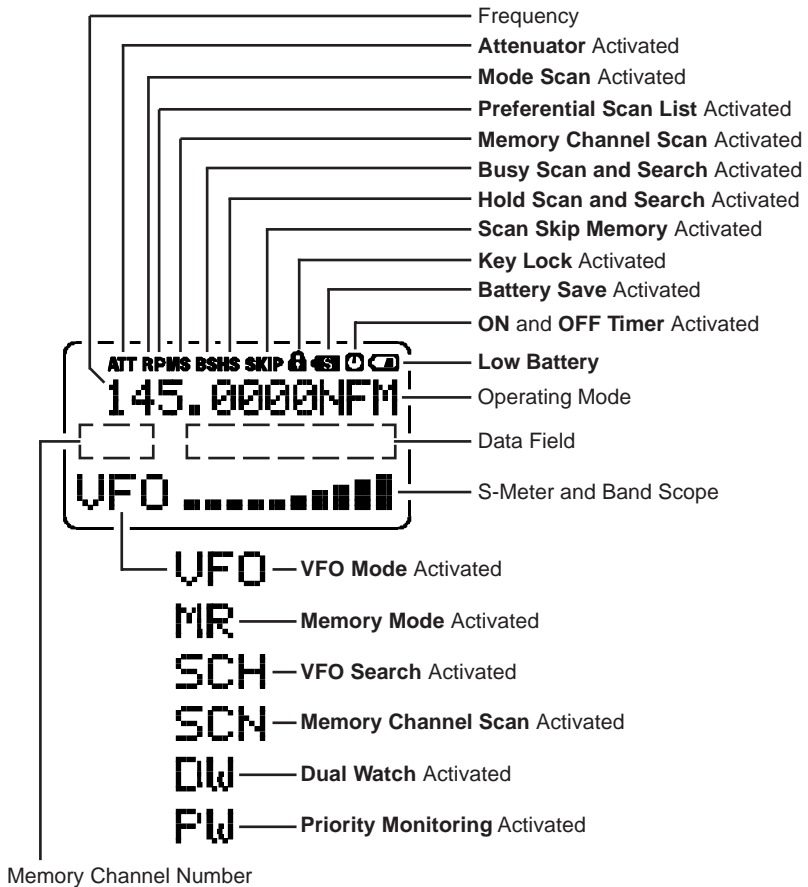 Frequency
Attenuator Activated
Mode Scan Activated
Preferential Scan List Activated
Memory Channel Scan Activated
Busy Scan and Search Activated
Hold Scan and Search Activated
Scan Skip Memory Activated
Key Lock Activated
Battery Save Activated
ON and OFF Timer Activated
ATT RPMS BSHS SKIP S Low Battery
145.0000NFM Operating Mode
Data Field
VFO S-Meter and Band Scope
VFO VFO Mode Activated
MR Memory Mode Activated
SCH VFO Search Activated
SCN Memory Channel Scan Activated
DW Dual Watch Activated
PW Priority Monitoring Activated
Memory Channel Number